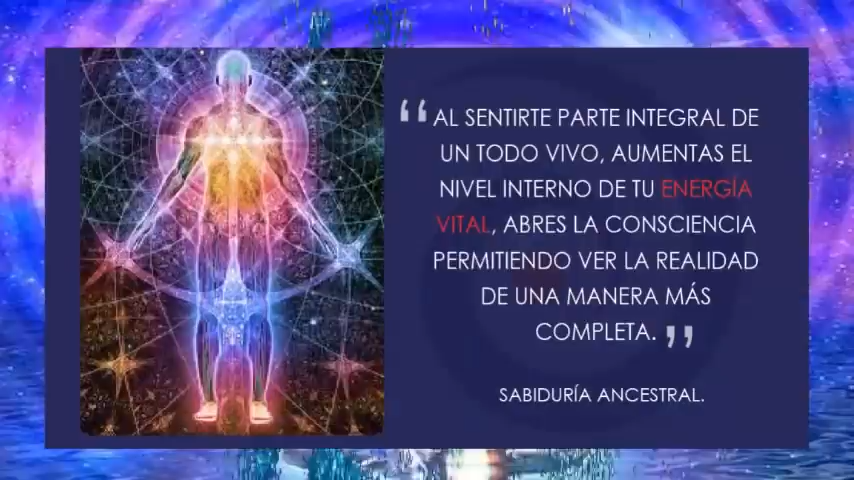 “ AL SENTIRTE PARTE INTEGRAL DE
UN TODO VIVO, AUMENTAS EL
NIVEL INTERNO DE TU ENERGÍA
VITAL, ABRES LA CONSCIENCIA
PERMITIENDO VER LA REALIDAD
DE UNA MANERA MÁS
COMPLETA. ”
SABIDURÍA ANCESTRAL.